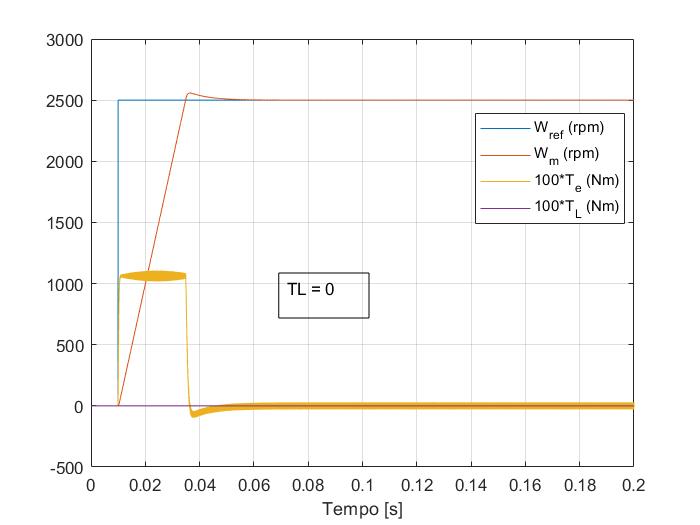 3000
2500
2000
1500
1000
500
0
-500
W_ref (rpm)
W_m (rpm)
100*T_e (Nm)
100*T_L (Nm)
TL = 0
0 0.02 0.04 0.06 0.08 0.1 0.12 0.14 0.16 0.18 0.2
Tempo [s]